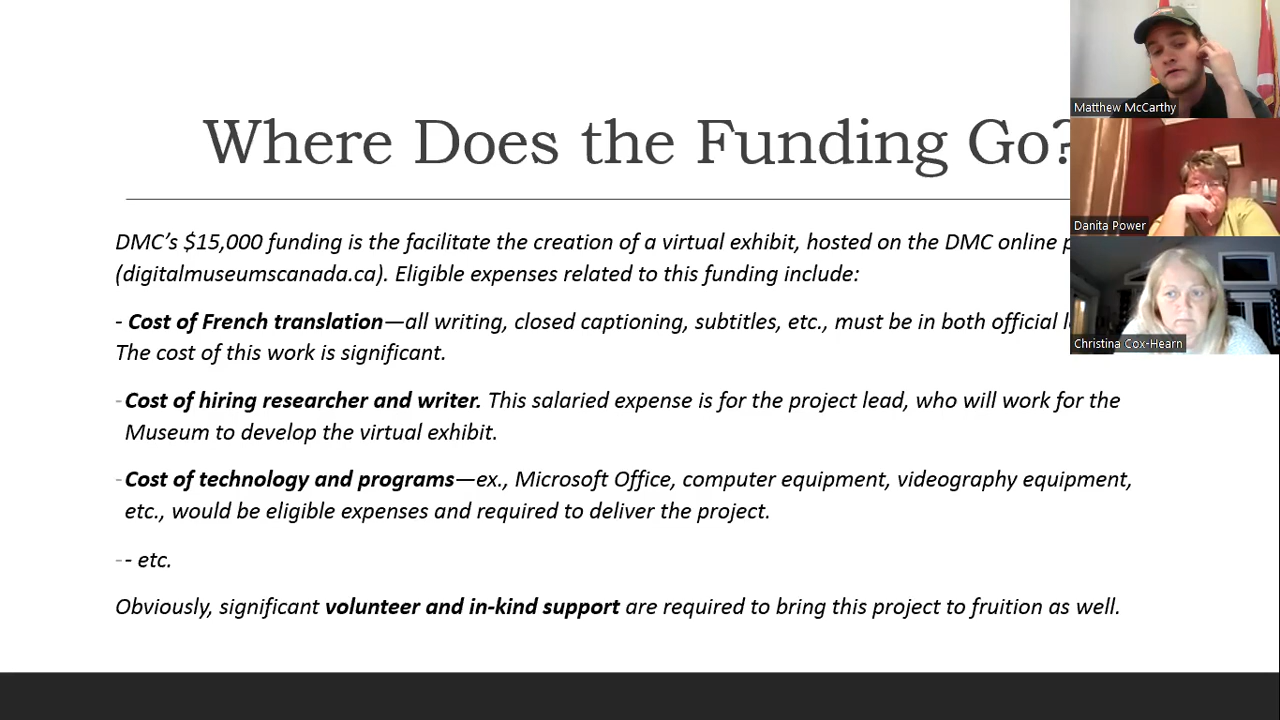 Where Does the Funding Go?
DMC's $15,000 funding is the facilitate the creation of a virtual exhibit, hosted on the DMC online
(digitalmuseumscanada.ca). Eligible expenses related to this funding include:
- Cost of French translation—all writing, closed captioning, subtitles, etc., must be in both official
The cost of this work is significant.
-Cost of hiring researcher and writer. This salaried expense is for the project lead, who will work for the
Museum to develop the virtual exhibit.
-Cost of technology and programs—ex., Microsoft Office, computer equipment, videography equipment,
etc., would be eligible expenses and required to deliver the project.
-- etc.
Obviously, significant volunteer and in-kind support are required to bring this project to fruition as well.
Matthew McCarthy
Danita Power
Christina Cox-Hearn